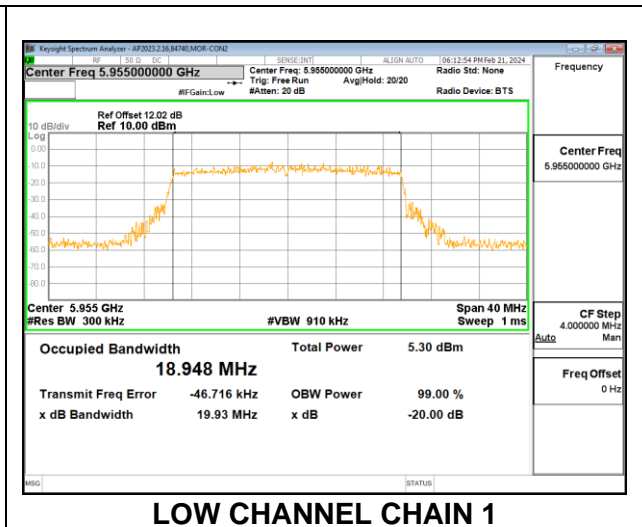 Keysight Spectrum Analyzer - AP2023.2.16,84740,MOR-CON2
RF 50 Ω DC SENSE:INT ALIGN AUTO 06:12:54 PM Feb 21, 2024
Center Freq 5.955000000 GHz
Center Freq: 5.955000000 GHz
Radio Std: None
Trig: Free Run Avg|Hold: 20/20
#IFGain:Low #Atten: 20 dB Radio Device: BTS
Frequency
Ref Offset 12.02 dB
10 dB/div Ref 10.00 dBm
Log
0.00
-10.0
-20.0
-30.0
-40.0
-50.0
-60.0
-70.0
-80.0
Center Freq
5.955000000 GHz
Center 5.955 GHz Span 40 MHz
#Res BW 300 kHz #VBW 910 kHz Sweep 1 ms
CF Step
4.000000 MHz
Auto Man
Occupied Bandwidth Total Power 5.30 dBm
18.948 MHz
Freq Offset
0 Hz
Transmit Freq Error -46.716 kHz OBW Power 99.00 %
x dB Bandwidth 19.93 MHz x dB -20.00 dB
MSG STATUS
LOW CHANNEL CHAIN 1